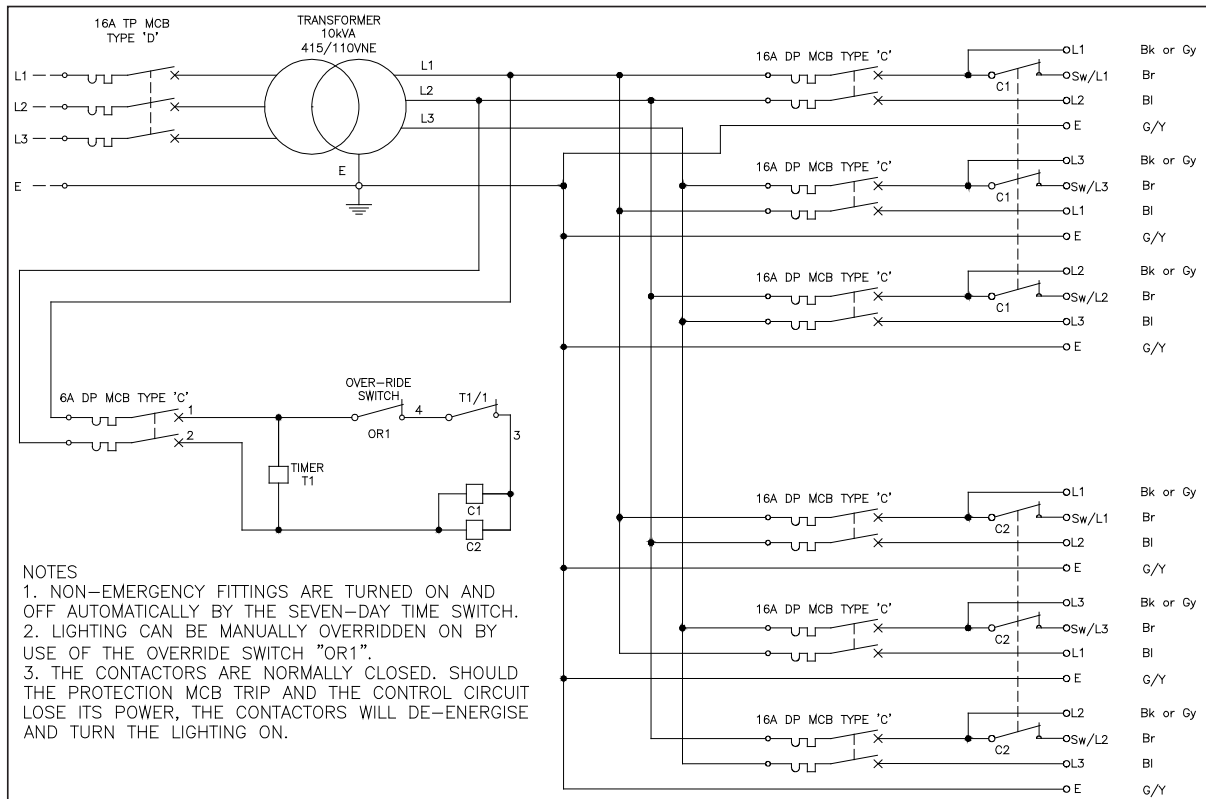 16A TP MCB
TYPE 'D'
TRANSFORMER
10kVA
415/110VNE
L1
L2
L3
E
L1
L2
L3
E
16A DP MCB TYPE 'C'
C1
L1 Bk or Gy
Sw/L1 Br
L2 Bl
E G/Y
16A DP MCB TYPE 'C'
C1
L3 Bk or Gy
Sw/L3 Br
L1 Bl
E G/Y
16A DP MCB TYPE 'C'
C1
L2 Bk or Gy
Sw/L2 Br
L3 Bl
E G/Y
6A DP MCB TYPE 'C'
1
2
OVER-RIDE
SWITCH
OR1
4
T1/1
3
TIMER
T1
C1
C2
16A DP MCB TYPE 'C'
C2
L1 Bk or Gy
Sw/L1 Br
L2 Bl
E G/Y
16A DP MCB TYPE 'C'
C2
L3 Bk or Gy
Sw/L3 Br
L1 Bl
E G/Y
16A DP MCB TYPE 'C'
C2
L2 Bk or Gy
Sw/L2 Br
L3 Bl
E G/Y
NOTES
1. NON-EMERGENCY FITTINGS ARE TURNED ON AND
OFF AUTOMATICALLY BY THE SEVEN-DAY TIME SWITCH.
2. LIGHTING CAN BE MANUALLY OVERRIDDEN ON BY
USE OF THE OVERRIDE SWITCH "OR1".
3. THE CONTACTORS ARE NORMALLY CLOSED. SHOULD
THE PROTECTION MCB TRIP AND THE CONTROL CIRCUIT
LOSE ITS POWER, THE CONTACTORS WILL DE-ENERGISE
AND TURN THE LIGHTING ON.